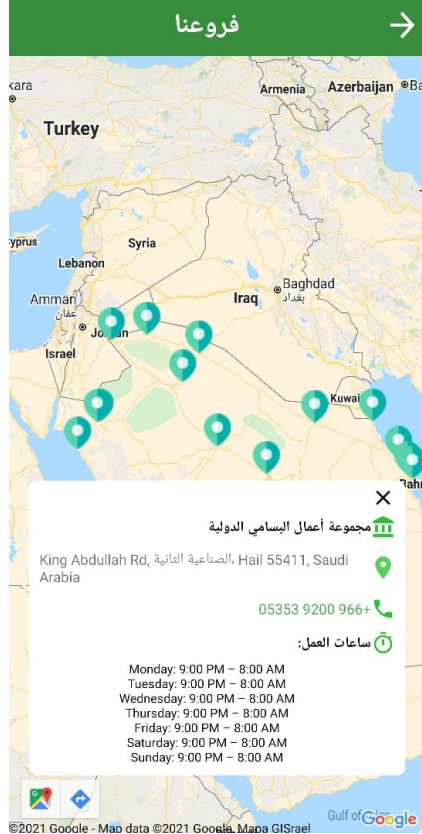 فروعنا
Armenia
Azerbaijan
Turkey
Syria
Lebanon
Baghdad
بغداد
Iraq
Amman
عمّان
Israel
مجموعة أعمال البسامي الدولية
King Abdullah Rd, الصناعية الثانية، Hail 55411, Saudi
Arabia
05353 9200 966+
ساعات العمل:
Monday: 9:00 PM – 8:00 AM
Tuesday: 9:00 PM – 8:00 AM
Wednesday: 9:00 PM – 8:00 AM
Thursday: 9:00 PM – 8:00 AM
Friday: 9:00 PM – 8:00 AM
Saturday: 9:00 PM – 8:00 AM
Sunday: 9:00 PM – 8:00 AM
Gulf of
Google
©2021 Google - Map data ©2021 Google, Mapa GISrael